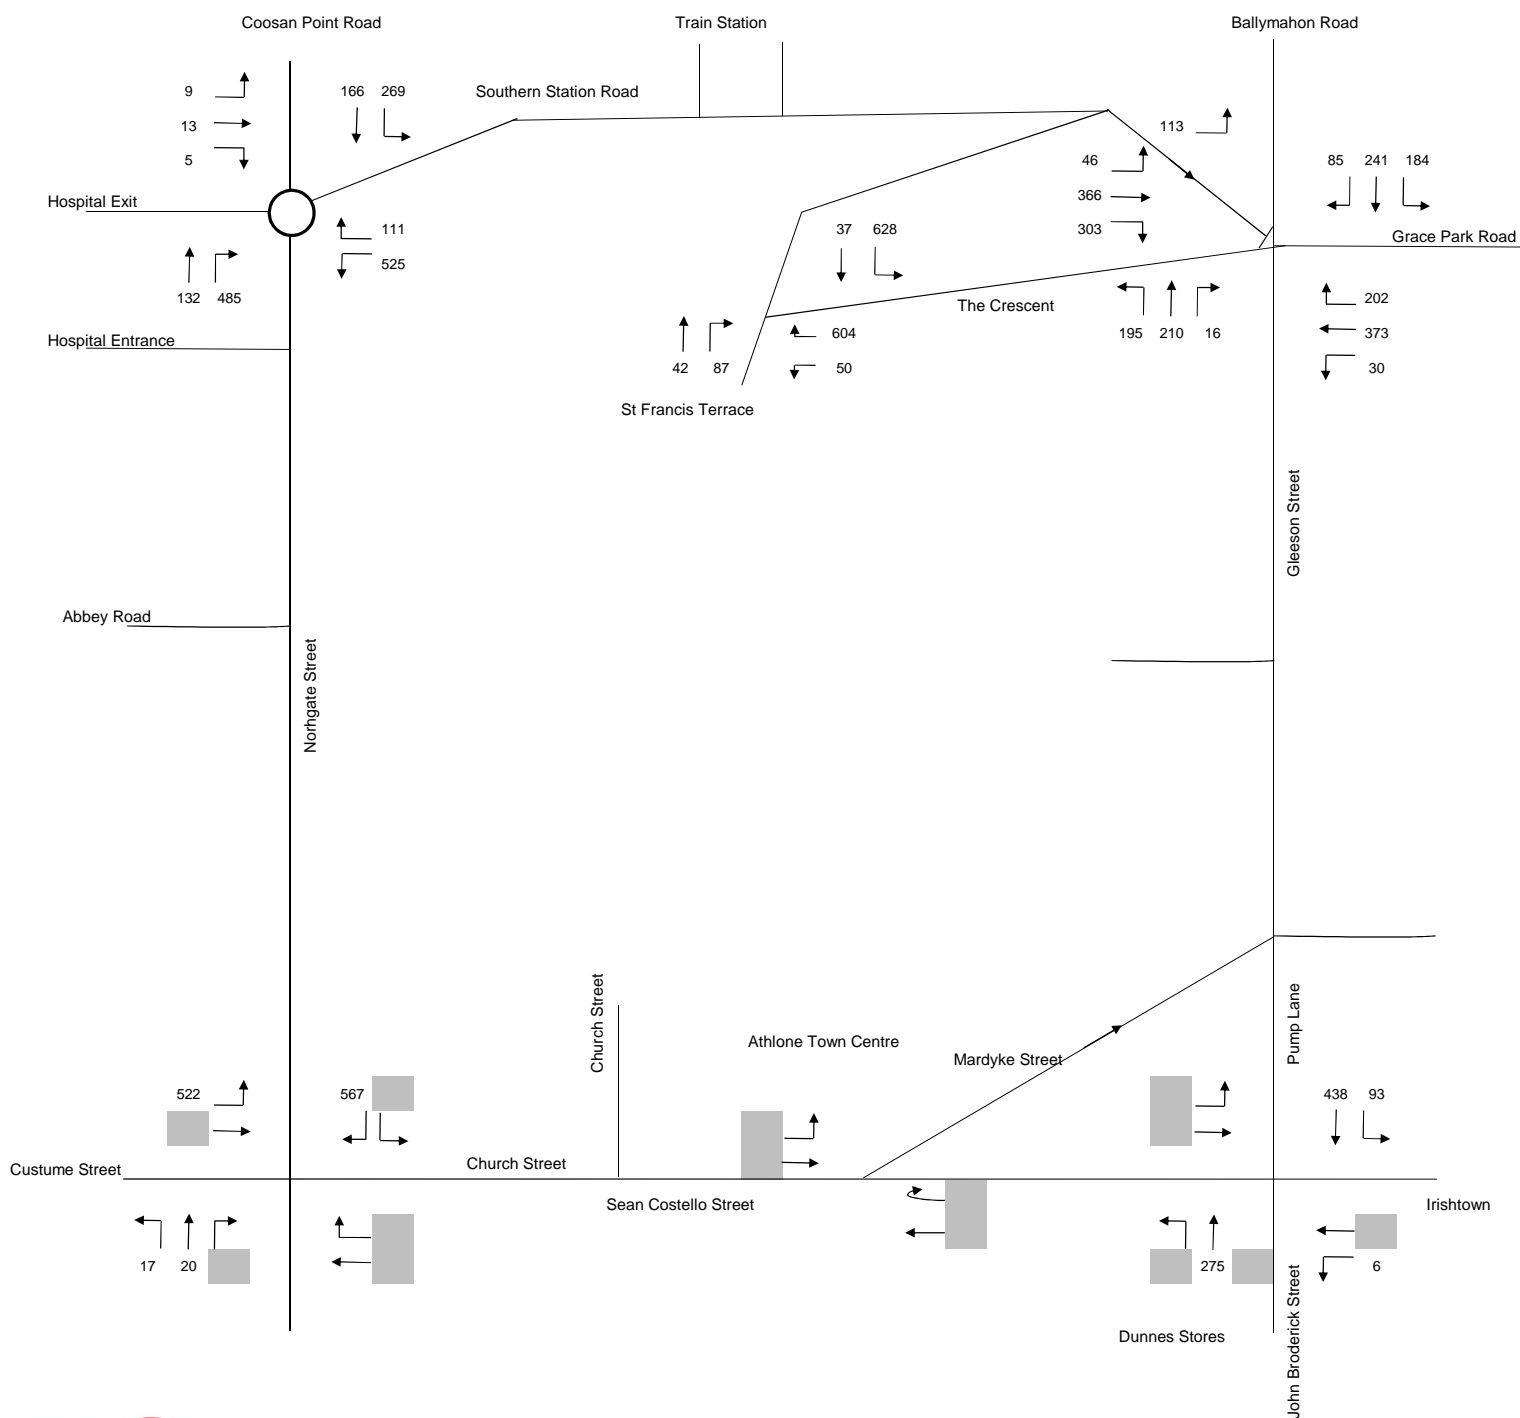 Coosan Point Road
Train Station
Ballymahon Road
9
166 269
Southern Station Road
13
113
5
46
85 241 184
Hospital Exit
366
111
37 628
303
Grace Park Road
525
132 485
The Crescent
202
Hospital Entrance
604
195 210 16
373
42 87
50
30
St Francis Terrace
Gleeson Street
Abbey Road
Norhgate Street
Church Street
Pump Lane
Athlone Town Centre
Mardyke Street
522
567
438 93
Custume Street
Church Street
Sean Costello Street
Irishtown
17 20
275
6
Dunnes Stores
John Broderick Street